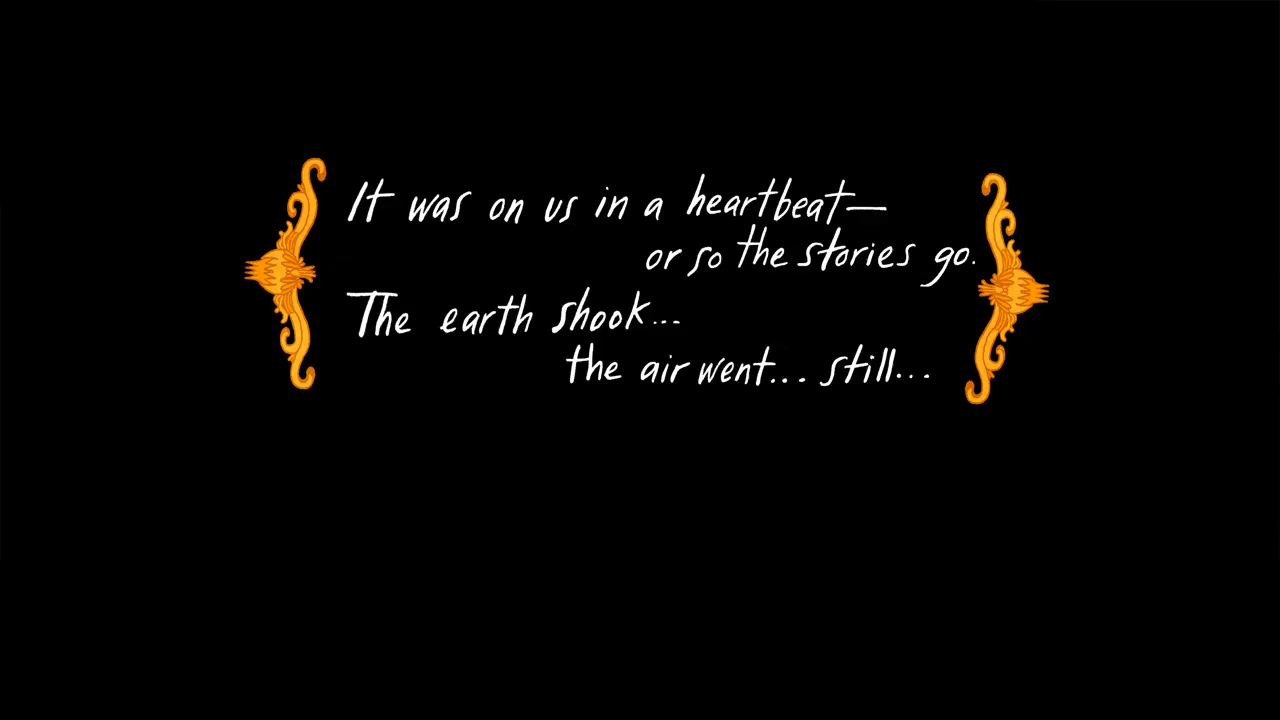 It was on us in a heartbeat—
or so the stories go.
The earth shook...
the air went... still...